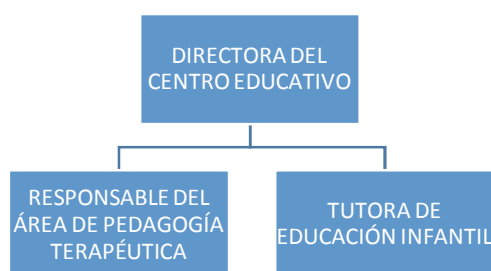 DIRECTORA DEL
CENTRO EDUCATIVO
RESPONSABLE DEL
ÁREA DE PEDAGOGÍA
TERAPÉUTICA
TUTORA DE
EDUCACIÓN INFANTIL